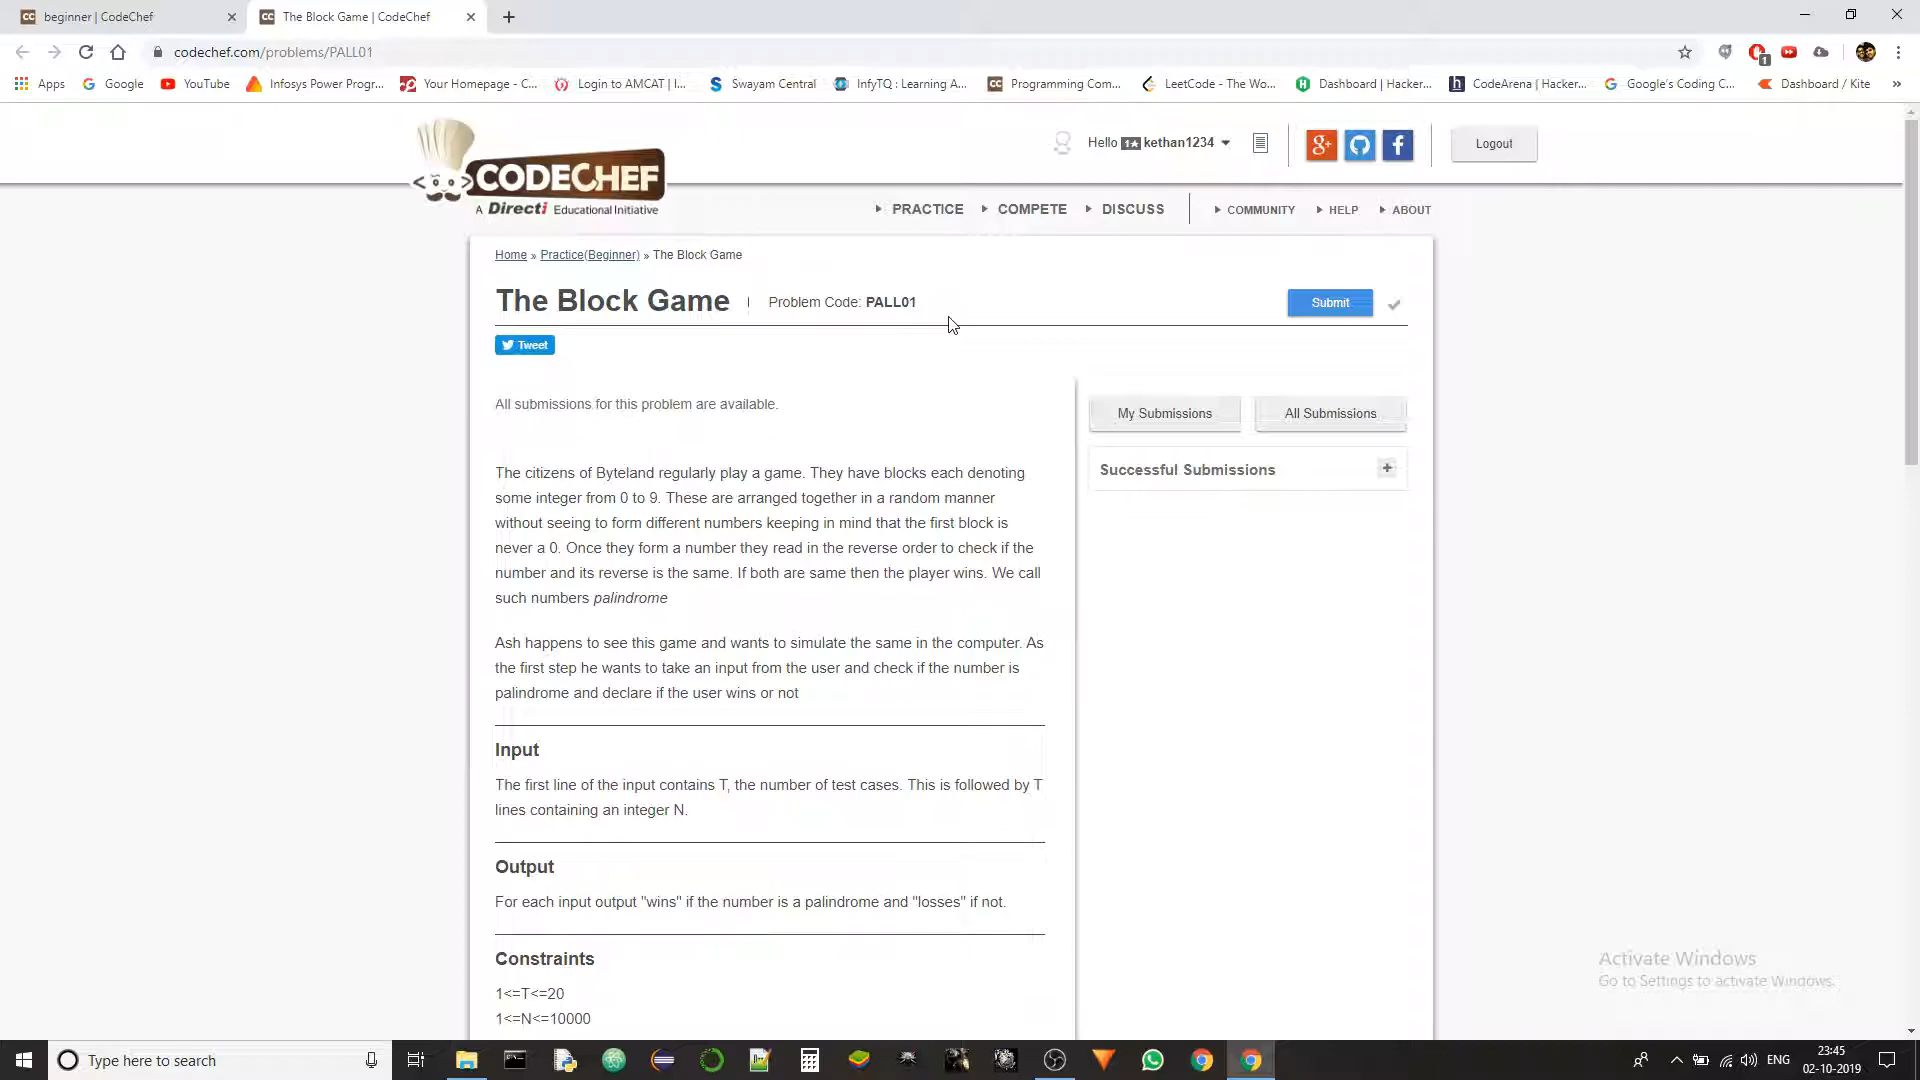 beginner | CodeChef
The Block Game | CodeChef
codechef.com/problems/PALL01
Apps
Google
YouTube
Infosys Power Progr...
Your Homepage - C...
Login to AMCAT | I...
Swayam Central
InfyTQ : Learning A...
Programming Com...
LeetCode - The Wo...
Dashboard | Hacker...
CodeArena | Hacker...
Google's Coding C...
Dashboard / Kite
»
CODECHEF
A Directi Educational Initiative
Hello 1★ kethan1234
Logout
PRACTICE
COMPETE
DISCUSS
COMMUNITY
HELP
ABOUT
Home » Practice(Beginner) » The Block Game
The Block Game
Problem Code: PALL01
Submit
Tweet
All submissions for this problem are available.
My Submissions
All Submissions
Successful Submissions
The citizens of Byteland regularly play a game. They have blocks each denoting
some integer from 0 to 9. These are arranged together in a random manner
without seeing to form different numbers keeping in mind that the first block is
never a 0. Once they form a number they read in the reverse order to check if the
number and its reverse is the same. If both are same then the player wins. We call
such numbers palindrome
Ash happens to see this game and wants to simulate the same in the computer. As
the first step he wants to take an input from the user and check if the number is
palindrome and declare if the user wins or not
Input
The first line of the input contains T, the number of test cases. This is followed by T
lines containing an integer N.
Output
For each input output "wins" if the number is a palindrome and "losses" if not.
Constraints
1<=T<=20
1<=N<=10000
Activate Windows
Go to Settings to activate Windows.
Type here to search
ENG
23:45
02-10-2019